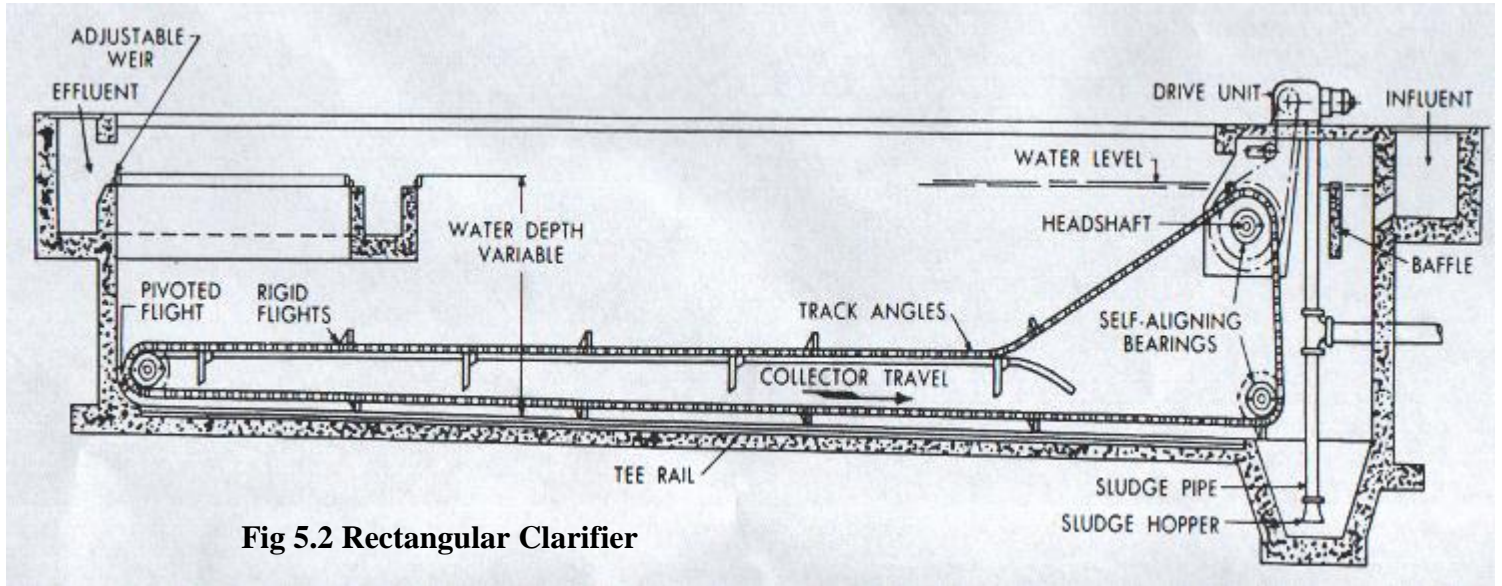 ADJUSTABLE
WEIR
EFFLUENT
DRIVE UNIT
INFLUENT
WATER LEVEL
HEADSHAFT
WATER DEPTH
VARIABLE
BAFFLE
PIVOTED
FLIGHT
RIGID
FLIGHTS
TRACK ANGLES
SELF-ALIGNING
BEARINGS
COLLECTOR TRAVEL
TEE RAIL
SLUDGE PIPE
SLUDGE HOPPER
Fig 5.2 Rectangular Clarifier